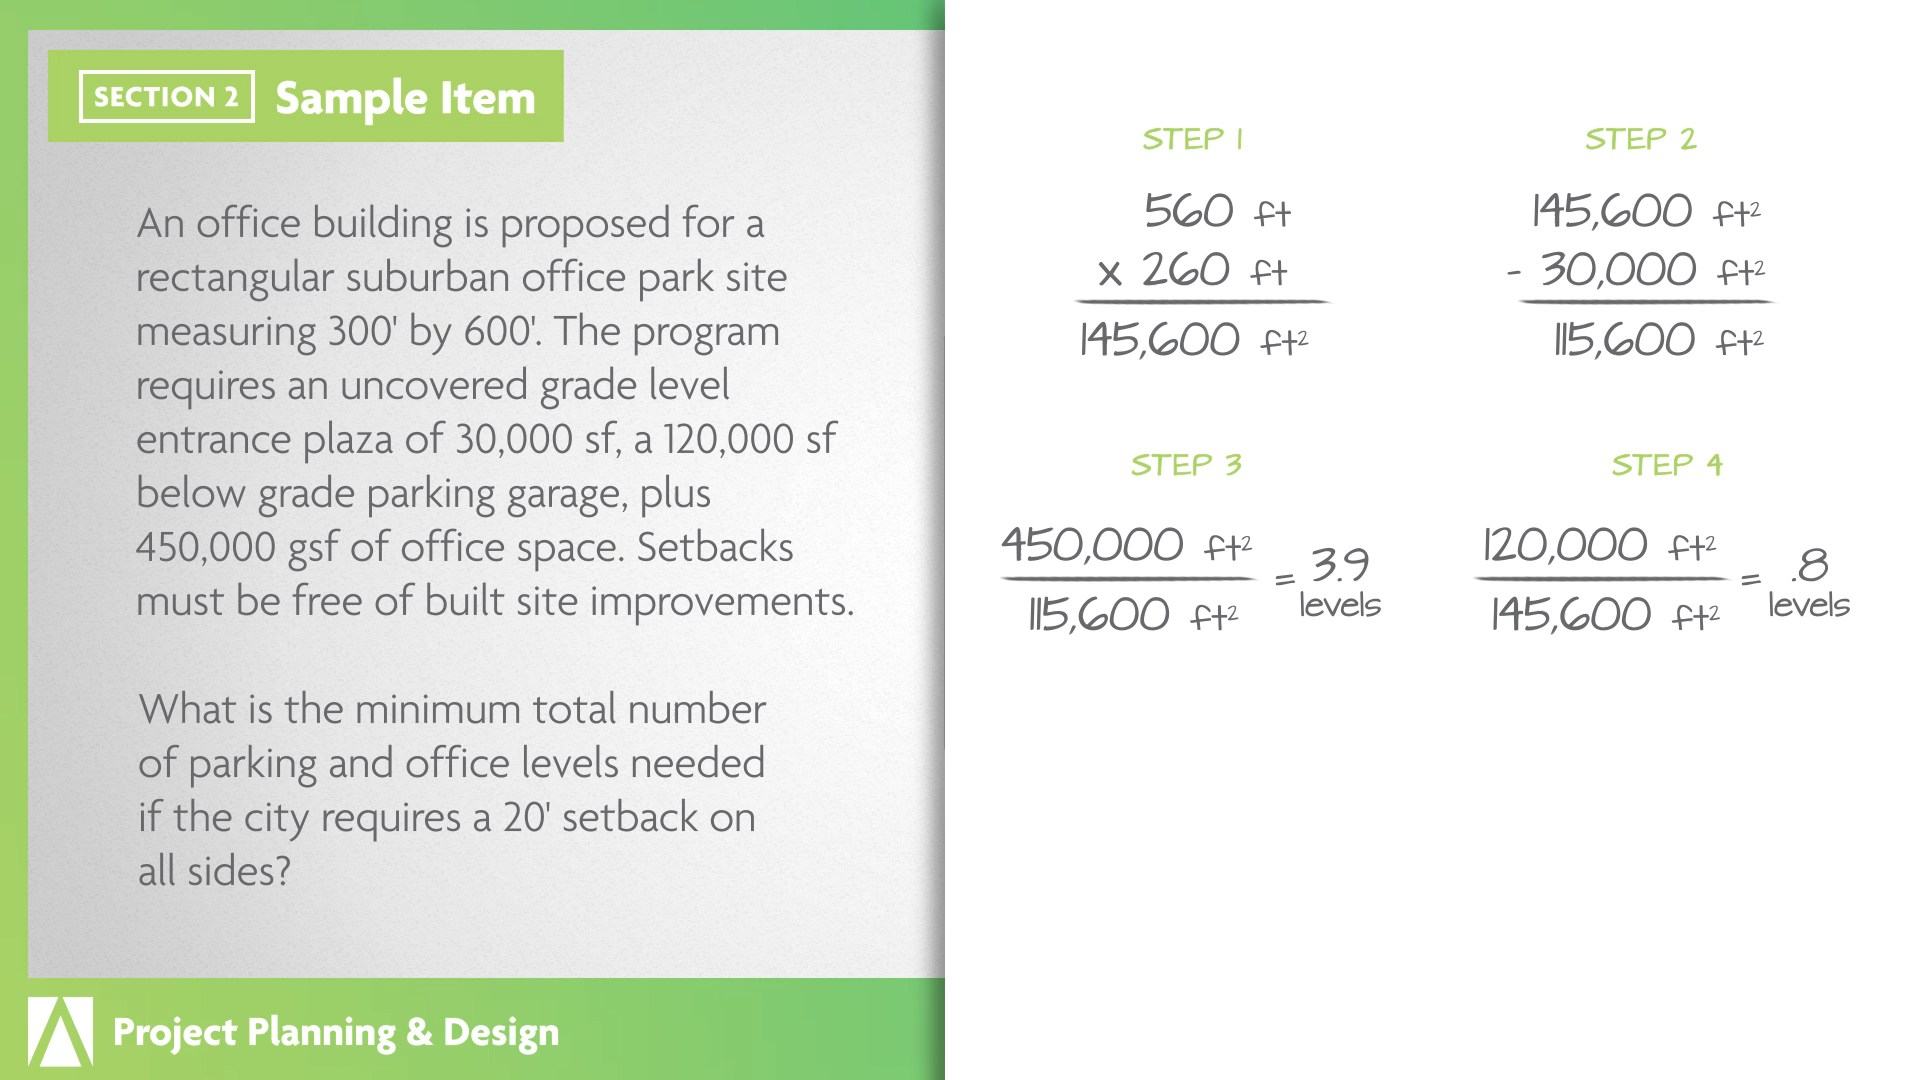 SECTION 2 Sample Item
An office building is proposed for a
rectangular suburban office park site
measuring 300' by 600'. The program
requires an uncovered grade level
entrance plaza of 30,000 sf, a 120,000 sf
below grade parking garage, plus
450,000 gsf of office space. Setbacks
must be free of built site improvements.
What is the minimum total number
of parking and office levels needed
if the city requires a 20' setback on
all sides?
Project Planning & Design
STEP 1
560 ft
x 260 ft
145,600 ft²
STEP 2
145,600 ft²
- 30,000 ft²
115,600 ft²
STEP 3
450,000 ft²
115,600 ft²
= 3.9
levels
STEP 4
120,000 ft²
145,600 ft²
= .8
levels